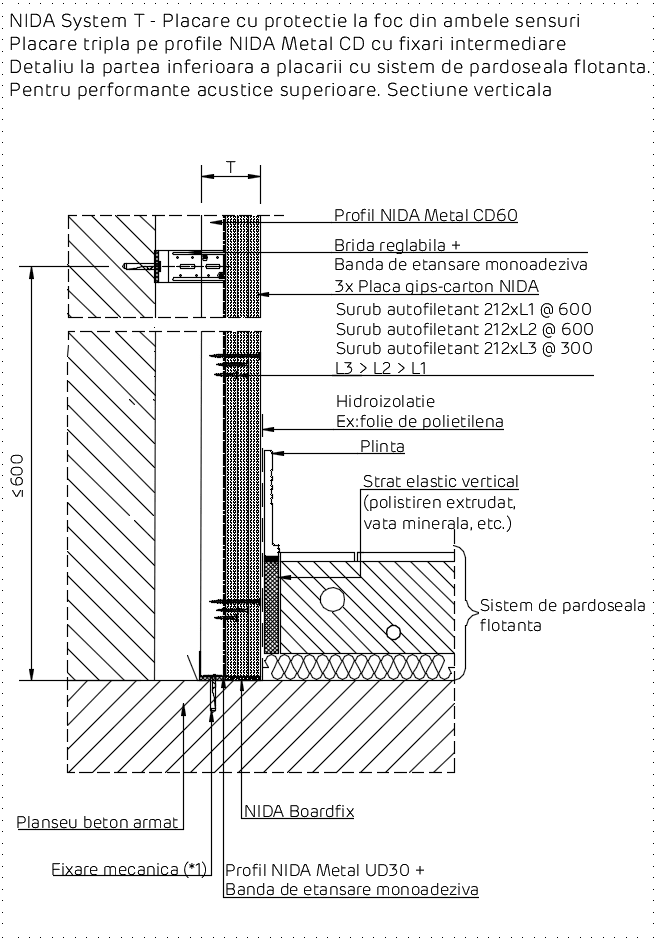 NIDA System T - Placare cu protectie la foc din ambele sensuri
Placare tripla pe profile NIDA Metal CD cu fixari intermediare
Detaliu la partea inferioara a placarii cu sistem de pardoseala flotanta.
Pentru performante acustice superioare. Sectiune verticala
T
Profil NIDA Metal CD60
Brida reglabila +
Banda de etansare monoadeziva
3x Placa gips-carton NIDA
Surub autofiletant 212xL1 @ 600
Surub autofiletant 212xL2 @ 600
Surub autofiletant 212xL3 @ 300
L3 > L2 > L1
Hidroizolatie
Ex:folie de polietilena
Plinta
≤600
Strat elastic vertical
(polistiren extrudat,
vata minerala, etc.)
Sistem de pardoseala
flotanta
NIDA Boardfix
Planseu beton armat
Fixare mecanica (*1)
Profil NIDA Metal UD30 +
Banda de etansare monoadeziva